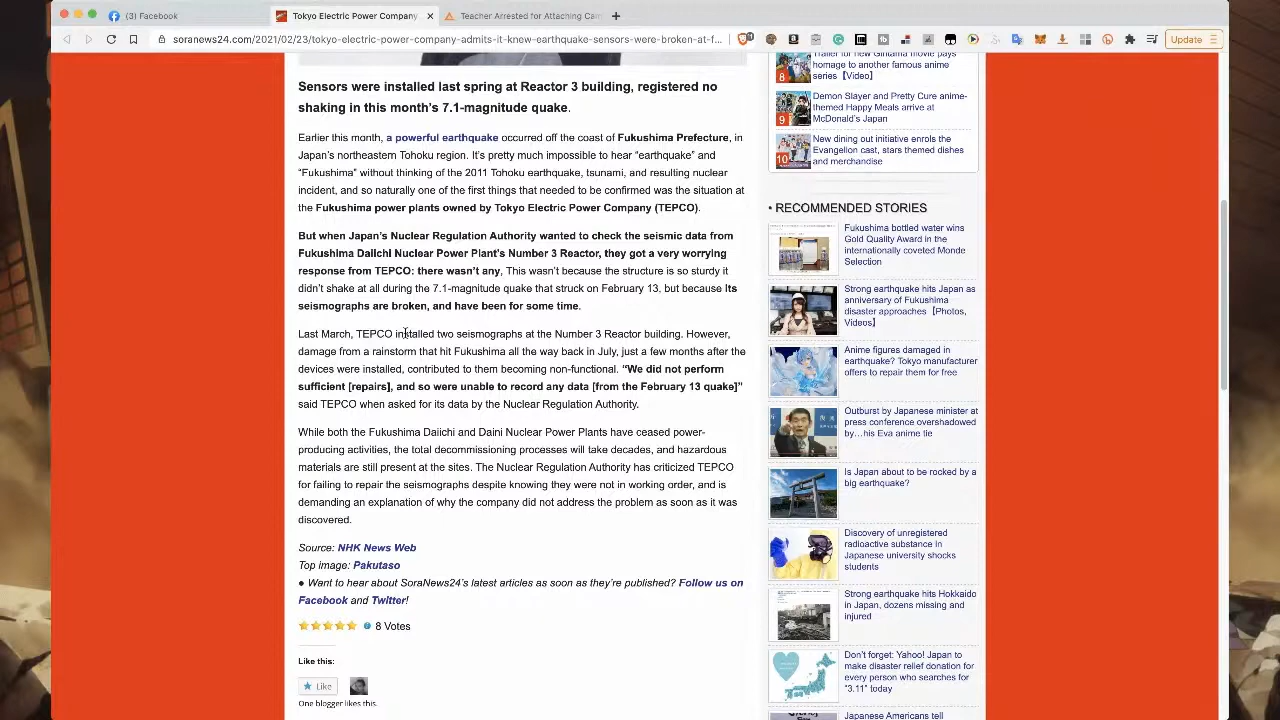 (3) Facebook
Tokyo Electric Power Company
Teacher Arrested for Attaching Cam
soranews24.com/2021/02/23/tokyo-electric-power-company-admits-it-knew-earthquake-sensors-were-broken-at-f...
Update
Sensors were installed last spring at Reactor 3 building, registered no
shaking in this month's 7.1-magnitude quake.
Earlier the month, a powerful earthquake occurred off the coast of Fukushima Prefecture, in
Japan's northeastern Tohoku region. It's pretty much impossible to hear "earthquake" and
"Fukushima" without thinking of the 2011 Tohoku earthquake, tsunami, and resulting nuclear
incident, and so naturally one of the first things that needed to be confirmed was the situation at
the Fukushima power plants owned by Tokyo Electric Power Company (TEPCO).
But when Japan's Nuclear Regulation Authority wanted to check the seismic data from
Fukushima Daiichi Nuclear Power Plant's Number 3 Reactor, they got a very worrying
response from TEPCO: there wasn't any. This wasn't because the structure is so sturdy it
didn't shake at all during the 7.1-magnitude quake that struck on February 13, but because its
seismometers are broken, and have been for some time.
Last March, TEPCO installed two seismographs in the Number 3 Reactor building. However,
damage from a storm that hit Fukushima all the way back in July, just a few months after the
devices were installed, contributed to them becoming non-functional. "We did not perform
sufficient [repairs], and so were unable to record any data [from the February 13 quake]"
said TEPCO when asked for its data by the Nuclear Regulation Authority.
While both the Fukushima Daiichi and Daini Nuclear Powr Plants have ceased power-
producing activities, the total decommissioning processes will take decades, and hazardous
materials are still present at the sites. The Nuclear Regulation Authority has criticized TEPCO
for failing to repair the seismographs despite knowing they were not in working order, and is
demanding an explanation of why the company did not address the problem as soon as it was
discovered.
Source: NHK News Web
Top image: Pakutaso
● Want to hear about SoraNews24's latest articles as soon as they're published? Follow us on
Facebook and Twitter!
8 Votes
Like this:
Like
One blogger likes this.
8
Trailer for new Gintama movie pays
homage to another famous anime
series【Video】
9
Demon Slayer and Pretty Cure anime-
themed Happy Meals arrive at
McDonald's Japan
10
New dining out initiative enrols the
Evangelion cast, stars themed dishes
and merchandise
• RECOMMENDED STORIES
Fukushima bottled water wins
Gold Quality Award in the
internationally coveted Monde
Selection
Strong earthquake hits Japan as
anniversary of Fukushima
disaster approaches【Photos,
Videos】
Anime figures damaged in
earthquake? Tokyo manufacturer
offers to repair them for free
Outburst by Japanese minister at
press conference overshadowed
by…his Eva anime tie
Is Japan about to be rocked by a
big earthquake?
Discovery of unregistered
radioactive substance in
Japanese university shocks
students
Strong earthquake hits Hokkaido
in Japan, dozens missing and
injured
Don't forget: Yahoo! Japan to
make disaster relief donation for
every person who searches for
"3.11" today
Japanese Americans tell